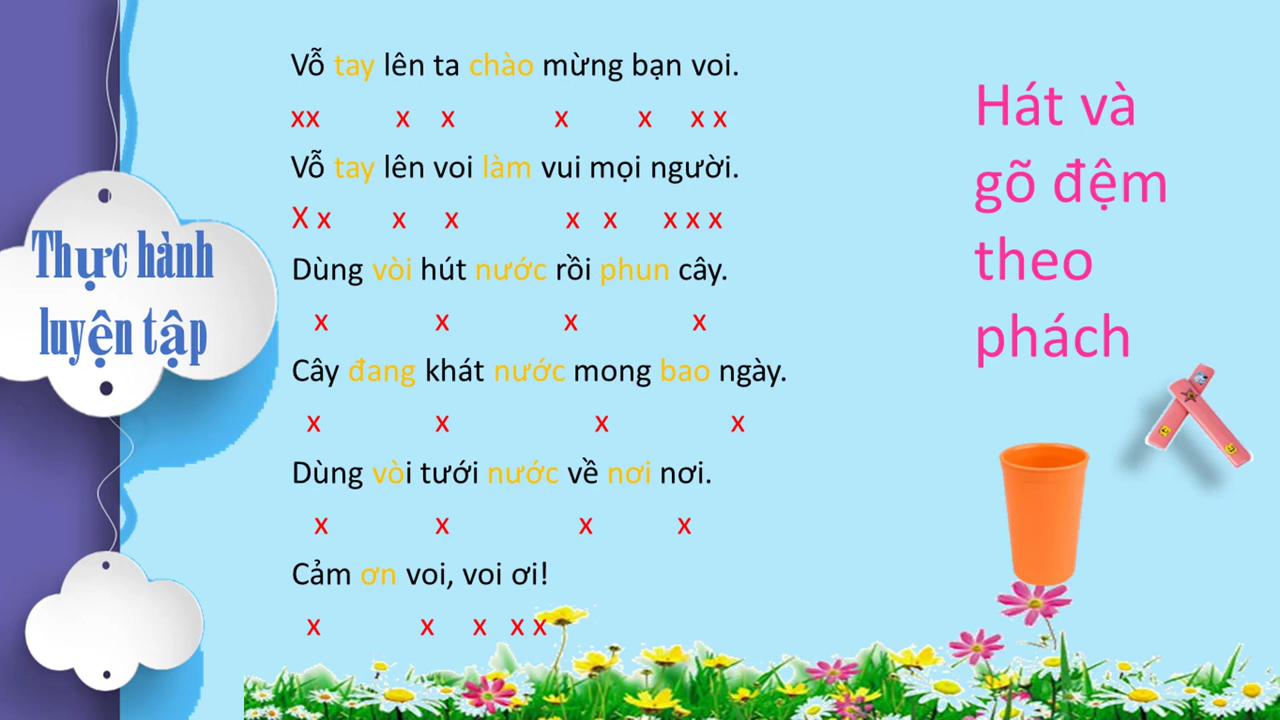 Thực hành
luyện tập
Vỗ tay lên ta chào mừng bạn voi.
xx x x x x x x
Vỗ tay lên voi làm vui mọi người.
X x x x x x x x x
Dùng vòi hút nước rồi phun cây.
x x x x
Cây đang khát nước mong bao ngày.
x x x x
Dùng vòi tưới nước về nơi nơi.
x x x x
Cảm ơn voi, voi ơi!
x x x x x
Hát và
gõ đệm
theo
phách